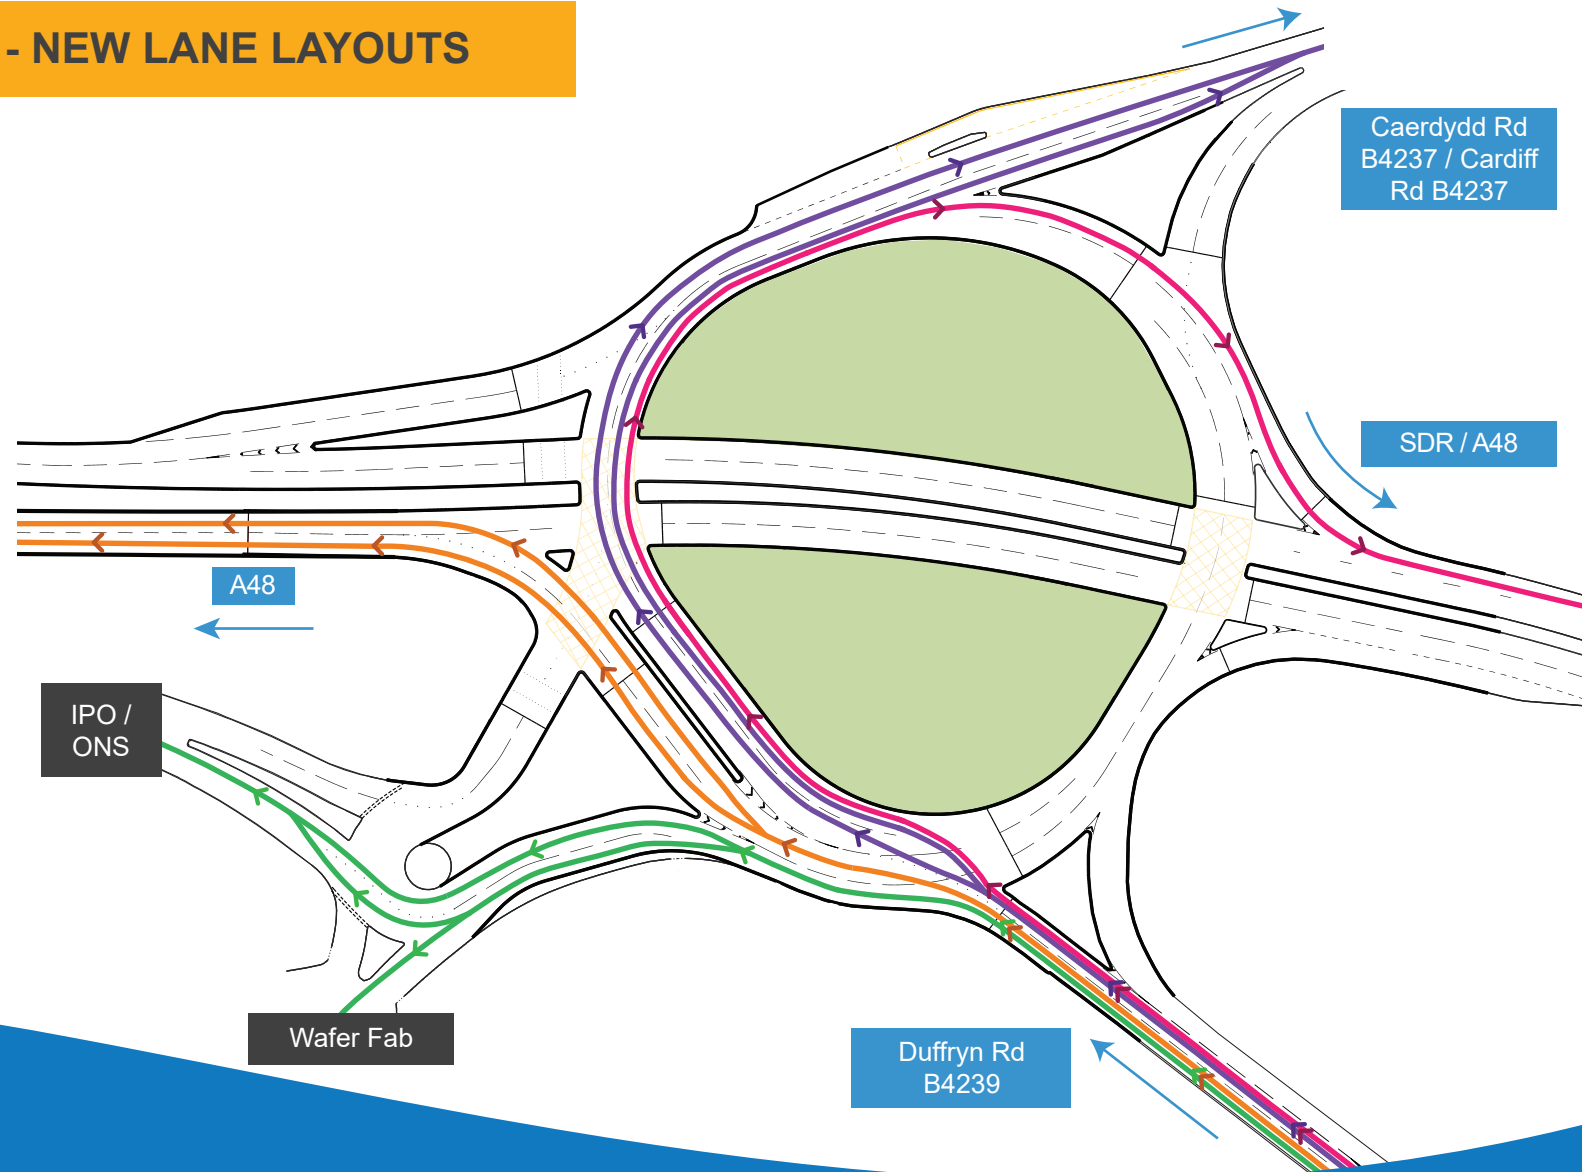 - NEW LANE LAYOUTS
Caerdydd Rd
B4237 / Cardiff
Rd B4237
SDR / A48
A48
IPO /
ONS
Wafer Fab
Duffryn Rd
B4239